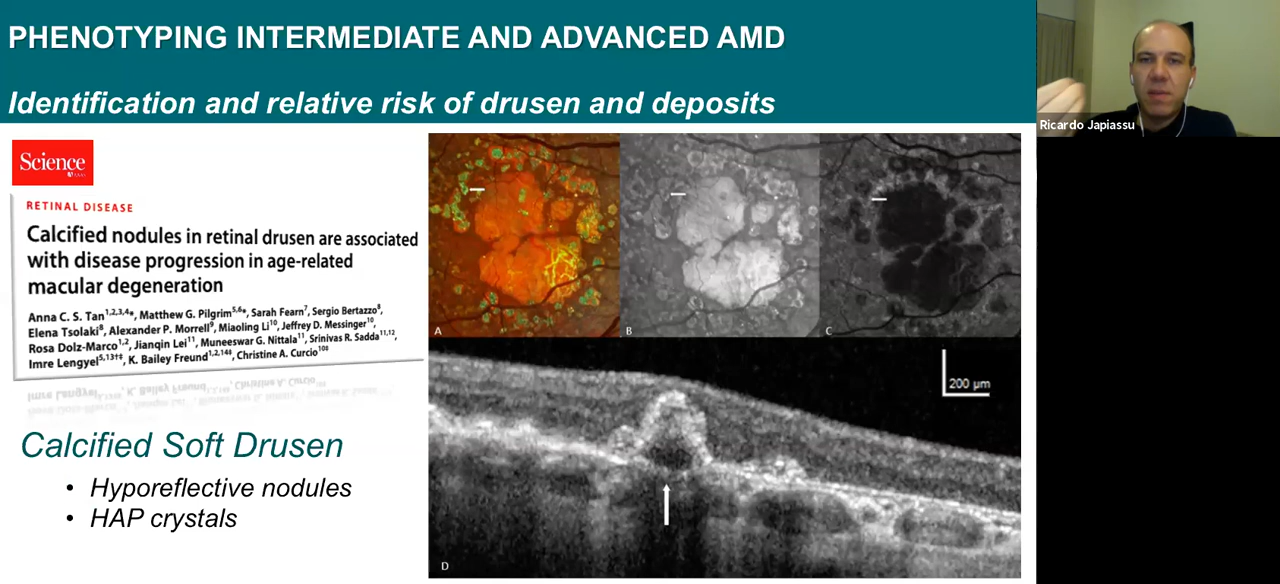 PHENOTYPING INTERMEDIATE AND ADVANCED AMD
Identification and relative risk of drusen and deposits
Ricardo Japiassu
Science
AAAS
RETINAL DISEASE
Calcified nodules in retinal drusen are associated
with disease progression in age-related
macular degeneration
Anna C. S. Tan1,2,3,4*, Matthew G. Pilgrim5,6*, Sarah Fearn7, Sergio Bertazzo8,
Elena Tsolaki8, Alexander P. Morrell9, Miaoling Li10, Jeffrey D. Messinger10,
Rosa Dolz-Marco1,2, Jianqin Lei11, Muneeswar G. Nittala11, Srinivas R. Sadda11,12,
Imre Lengyel5,13†‡, K. Bailey Freund1,2,14‡, Christine A. Curcio10‡
Calcified Soft Drusen
• Hyporeflective nodules
• HAP crystals
A
B
C
200 µm
D